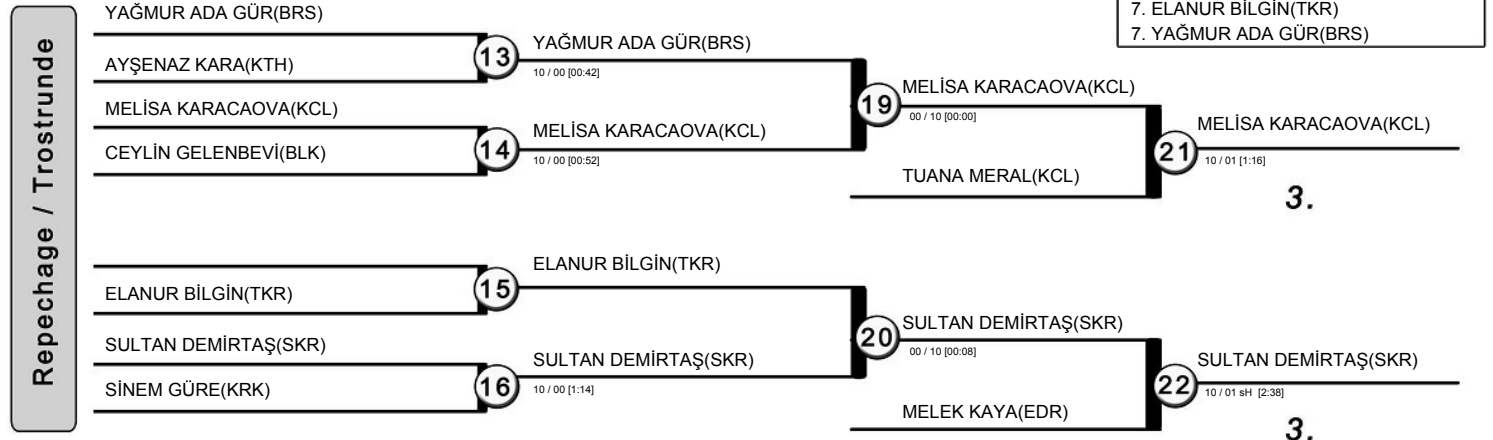 Repechage / Trostrunde
7. ELANUR BİLGİN(TKR)
7. YAĞMUR ADA GÜR(BRS)
YAĞMUR ADA GÜR(BRS)
AYŞENAZ KARA(KTH)
13
YAĞMUR ADA GÜR(BRS)
10 / 00 [00:42]
MELİSA KARACAOVA(KCL)
CEYLİN GELENBEVİ(BLK)
14
MELİSA KARACAOVA(KCL)
10 / 00 [00:52]
19
MELİSA KARACAOVA(KCL)
00 / 10 [00:00]
TUANA MERAL(KCL)
21
MELİSA KARACAOVA(KCL)
10 / 01 [1:16]
3.
ELANUR BİLGİN(TKR)
15
ELANUR BİLGİN(TKR)
SULTAN DEMİRTAŞ(SKR)
SİNEM GÜRE(KRK)
16
SULTAN DEMİRTAŞ(SKR)
10 / 00 [1:14]
20
SULTAN DEMİRTAŞ(SKR)
00 / 10 [00:08]
MELEK KAYA(EDR)
22
SULTAN DEMİRTAŞ(SKR)
10 / 01 sH [2:38]
3.